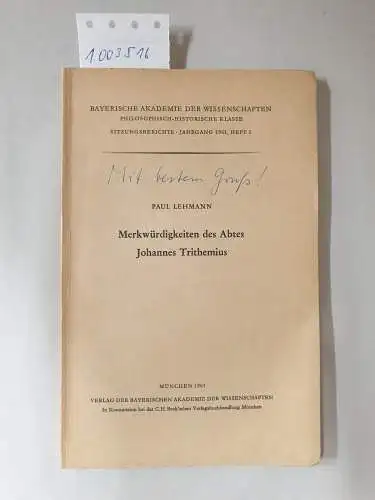 1.003516
BAYERISCHE AKADEMIE DER WISSENSCHAFTEN
PHILOSOPHISCH-HISTORISCHE KLASSE
SITZUNGSBERICHTE · JAHRGANG 1961, HEFT 2
Mit bestem Gruß!
PAUL LEHMANN
Merkwürdigkeiten des Abtes
Johannes Trithemius
MÜNCHEN 1961
VERLAG DER BAYERISCHEN AKADEMIE DER WISSENSCHAFTEN
In Kommission bei der C. H. Beck'schen Verlagsbuchhandlung München